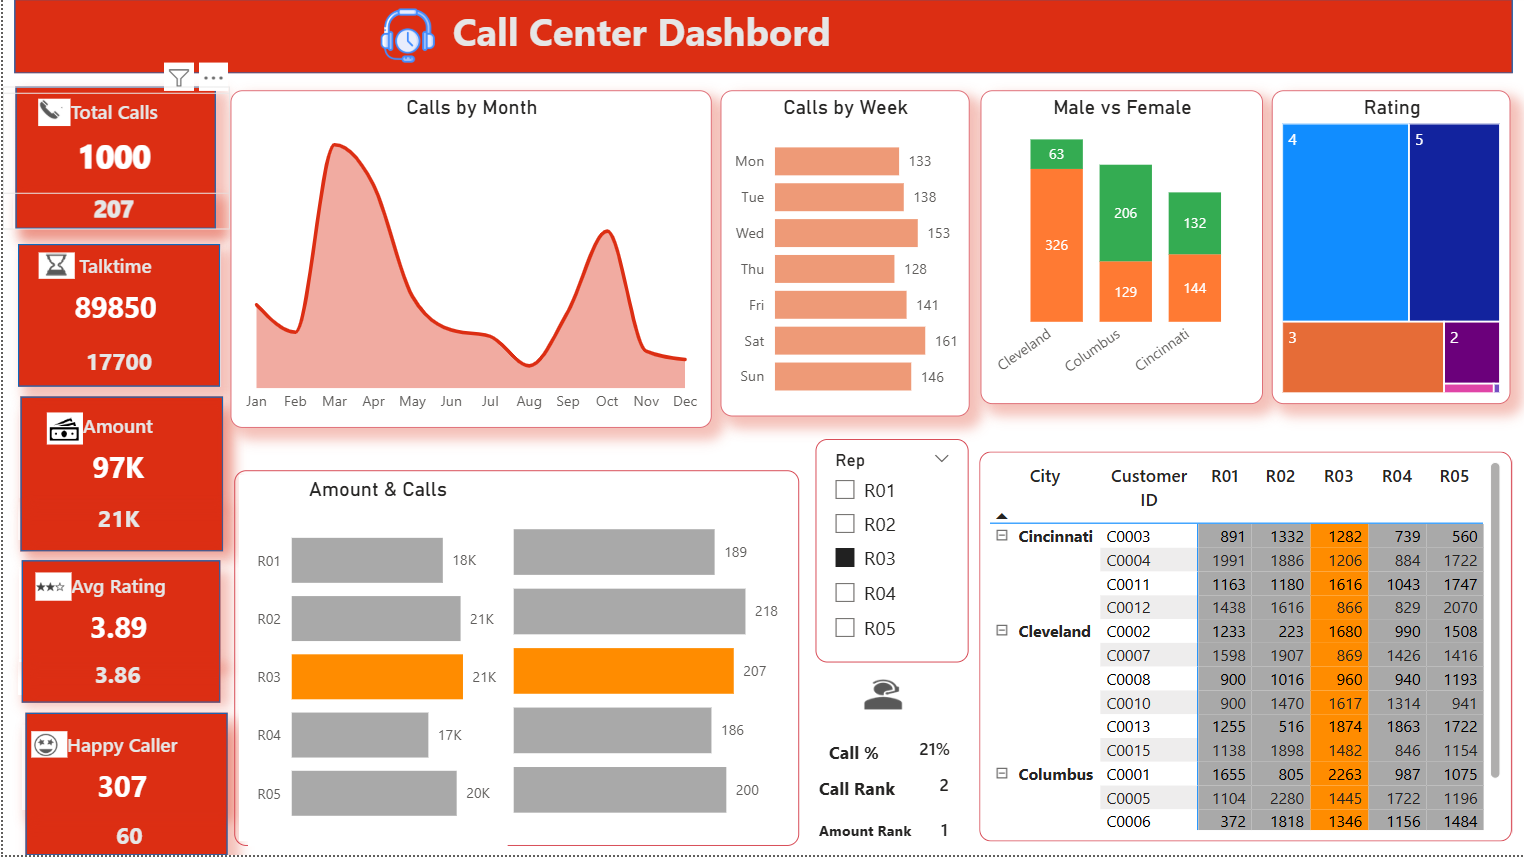 Call Center Dashbord
Total Calls
1000
207
Talktime
89850
17700
Amount
97K
21K
Avg Rating
3.89
3.86
Happy Caller
307
60
Calls by Month
Jan Feb Mar Apr May Jun Jul Aug Sep Oct Nov Dec
Calls by Week
Mon 133
Tue 138
Wed 153
Thu 128
Fri 141
Sat 161
Sun 146
Male vs Female
63
326
206
129
132
144
Cleveland
Columbus
Cincinnati
Rating
4
5
3
2
Amount & Calls
R01 18K 189
R02 21K 218
R03 21K 207
R04 17K 186
R05 20K 200
Rep
R01
R02
R03
R04
R05
Call % 21%
Call Rank 2
Amount Rank 1
City Customer ID R01 R02 R03 R04 R05
Cincinnati C0003 891 1332 1282 739 560
C0004 1991 1886 1206 884 1722
C0011 1163 1180 1616 1043 1747
C0012 1438 1616 866 829 2070
Cleveland C0002 1233 223 1680 990 1508
C0007 1598 1907 869 1426 1416
C0008 900 1016 960 940 1193
C0010 900 1470 1617 1314 941
C0013 1255 516 1874 1863 1722
C0015 1138 1898 1482 846 1154
Columbus C0001 1655 805 2263 987 1075
C0005 1104 2280 1445 1722 1196
C0006 372 1818 1346 1156 1484